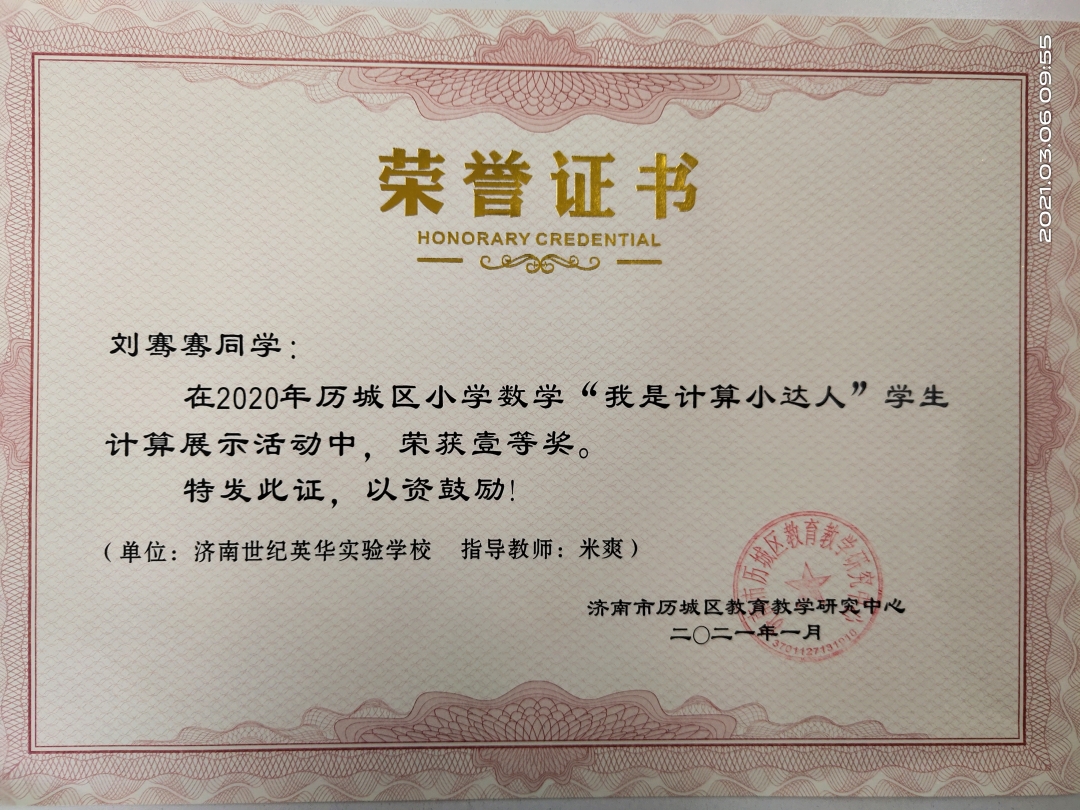 荣誉证书
HONORARY CREDENTIAL
刘骞骞同学：
在2020年历城区小学数学“我是计算小达人”学生
计算展示活动中，荣获壹等奖。
特发此证，以资鼓励！
（单位：济南世纪英华实验学校 指导教师：米爽）
济南市历城区教育教学研究中心
二〇二一年一月
2021.03.06 09:55